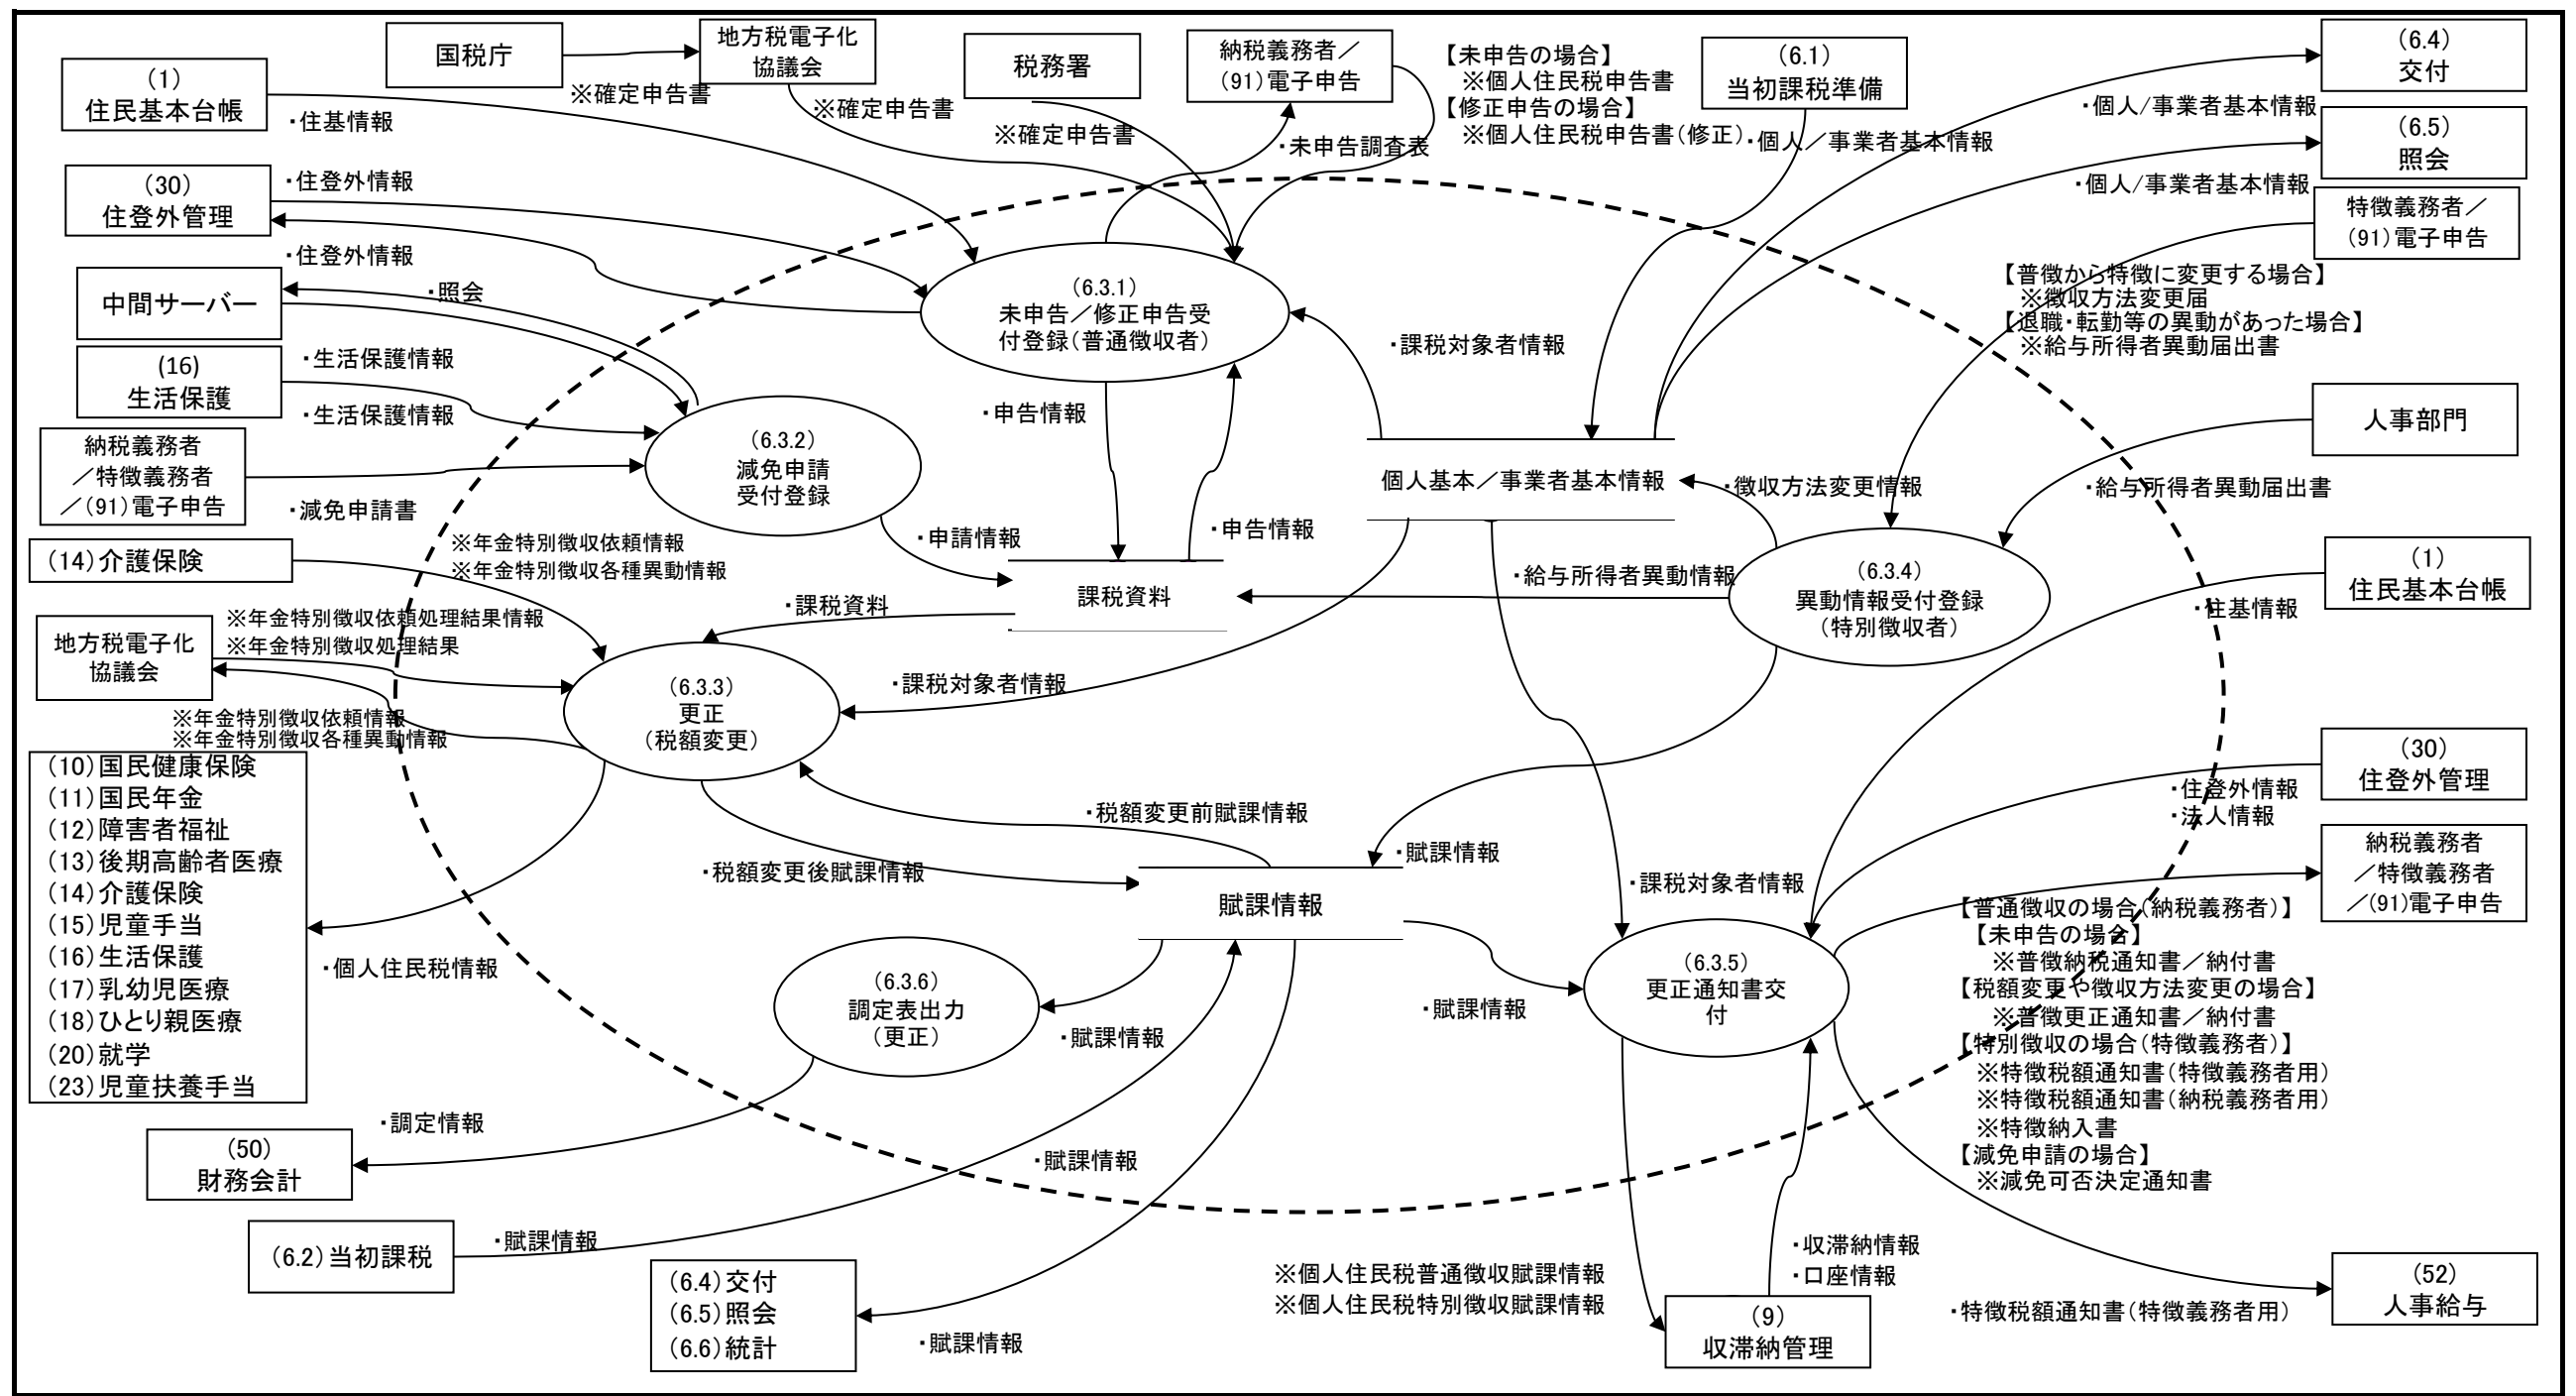 国税庁
地方税電子化
協議会
税務署
納税義務者／
(91)電子申告
【未申告の場合】
※個人住民税申告書
【修正申告の場合】
※個人住民税申告書(修正)
(6.1)
当初課税準備
(6.4)
交付
(1)
住民基本台帳
※確定申告書
※確定申告書
※確定申告書
・住基情報
・未申告調査表
・個人／事業者基本情報
・個人/事業者基本情報
(6.5)
照会
・個人/事業者基本情報
(30)
住登外管理
・住登外情報
・住登外情報
特徴義務者／
(91)電子申告
【普徴から特徴に変更する場合】
※徴収方法変更届
【退職・転勤等の異動があった場合】
※給与所得者異動届出書
中間サーバー
・照会
(6.3.1)
未申告／修正申告受
付登録(普通徴収者)
・課税対象者情報
(16)
生活保護
・生活保護情報
・生活保護情報
・申告情報
人事部門
納税義務者
／特徴義務者
／(91)電子申告
・減免申請書
(6.3.2)
減免申請
受付登録
個人基本／事業者基本情報
・徴収方法変更情報
・給与所得者異動届出書
・申請情報
・申告情報
(14)介護保険
※年金特別徴収依頼情報
※年金特別徴収各種異動情報
課税資料
・給与所得者異動情報
(6.3.4)
異動情報受付登録
(特別徴収者)
(1)
住民基本台帳
・住基情報
・課税資料
地方税電子化
協議会
※年金特別徴収依頼処理結果情報
※年金特別徴収処理結果
※年金特別徴収依頼情報
※年金特別徴収各種異動情報
(6.3.3)
更正
(税額変更)
・課税対象者情報
(30)
住登外管理
・住登外情報
・法人情報
(10)国民健康保険
(11)国民年金
(12)障害者福祉
(13)後期高齢者医療
(14)介護保険
(15)児童手当
(16)生活保護
(17)乳幼児医療
(18)ひとり親医療
(20)就学
(23)児童扶養手当
・個人住民税情報
・税額変更前賦課情報
・税額変更後賦課情報
賦課情報
・賦課情報
・課税対象者情報
納税義務者
／特徴義務者
／(91)電子申告
【普通徴収の場合(納税義務者)】
【未申告の場合】
※普徴納税通知書／納付書
【税額変更や徴収方法変更の場合】
※普徴更正通知書／納付書
【特別徴収の場合(特徴義務者)】
※特徴税額通知書(特徴義務者用)
※特徴税額通知書(納税義務者用)
※特徴納入書
【減免申請の場合】
※減免可否決定通知書
(6.3.6)
調定表出力
(更正)
・賦課情報
・賦課情報
(6.3.5)
更正通知書交
付
・調定情報
(50)
財務会計
・賦課情報
(6.2)当初課税
・賦課情報
(6.4)交付
(6.5)照会
(6.6)統計
・賦課情報
※個人住民税普通徴収賦課情報
※個人住民税特別徴収賦課情報
・収滞納情報
・口座情報
(9)
収滞納管理
・特徴税額通知書(特徴義務者用)
(52)
人事給与